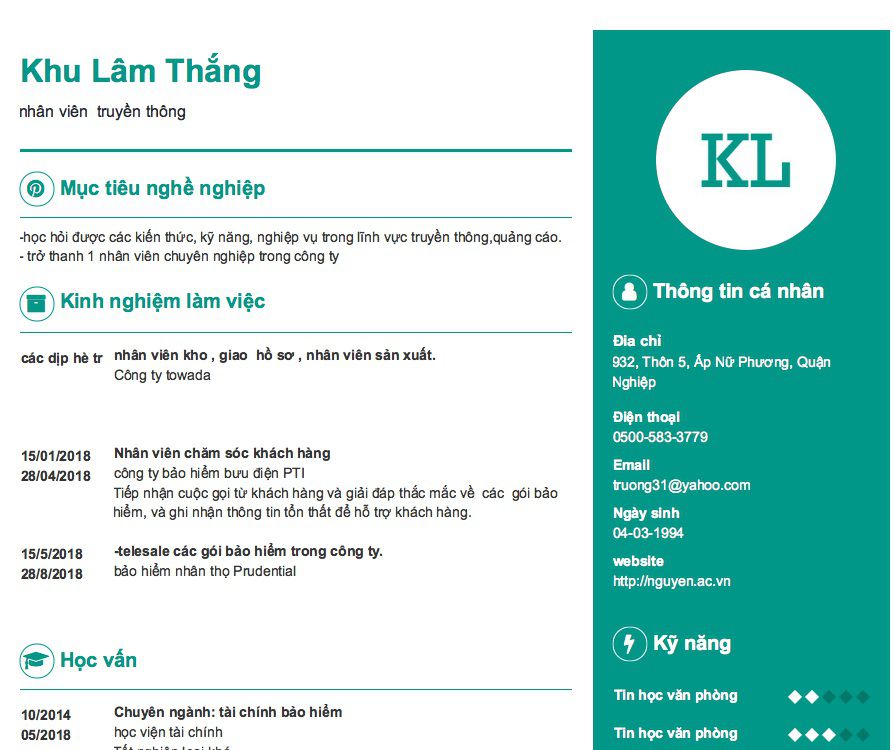 Khu Lâm Thắng
nhân viên truyền thông
Mục tiêu nghề nghiệp
-học hỏi được các kiến thức, kỹ năng, nghiệp vụ trong lĩnh vực truyền thông,quảng cáo.
- trở thanh 1 nhân viên chuyên nghiệp trong công ty
Kinh nghiệm làm việc
các dịp hè tr
nhân viên kho , giao hồ sơ , nhân viên sản xuất.
Công ty towada
15/01/2018
28/04/2018
Nhân viên chăm sóc khách hàng
công ty bảo hiểm bưu điện PTI
Tiếp nhận cuộc gọi từ khách hàng và giải đáp thắc mắc về các gói bảo
hiểm, và ghi nhận thông tin tổn thất để hỗ trợ khách hàng.
15/5/2018
28/8/2018
-telesale các gói bảo hiểm trong công ty.
bảo hiểm nhân thọ Prudential
Học vấn
10/2014
05/2018
Chuyên ngành: tài chính bảo hiểm
học viện tài chính
Tốt nghiệp loại khá
KL
Thông tin cá nhân
Địa chỉ
932, Thôn 5, Ấp Nữ Phương, Quận
Nghiệp
Điện thoại
0500-583-3779
Email
truong31@yahoo.com
Ngày sinh
04-03-1994
website
http://nguyen.ac.vn
Kỹ năng
Tin học văn phòng
Tin học văn phòng